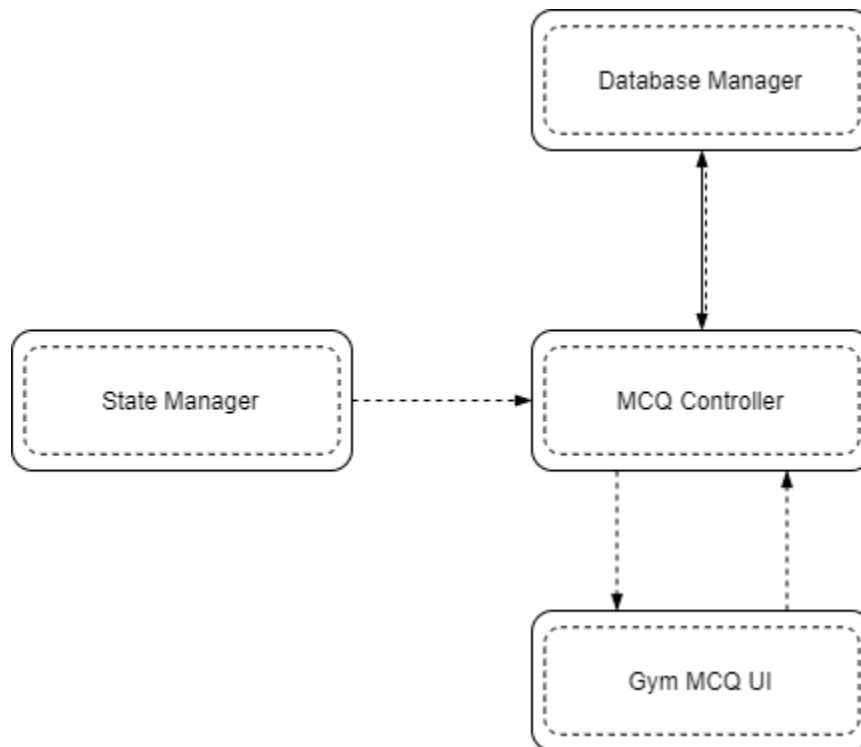 Database Manager
State Manager
MCQ Controller
Gym MCQ UI